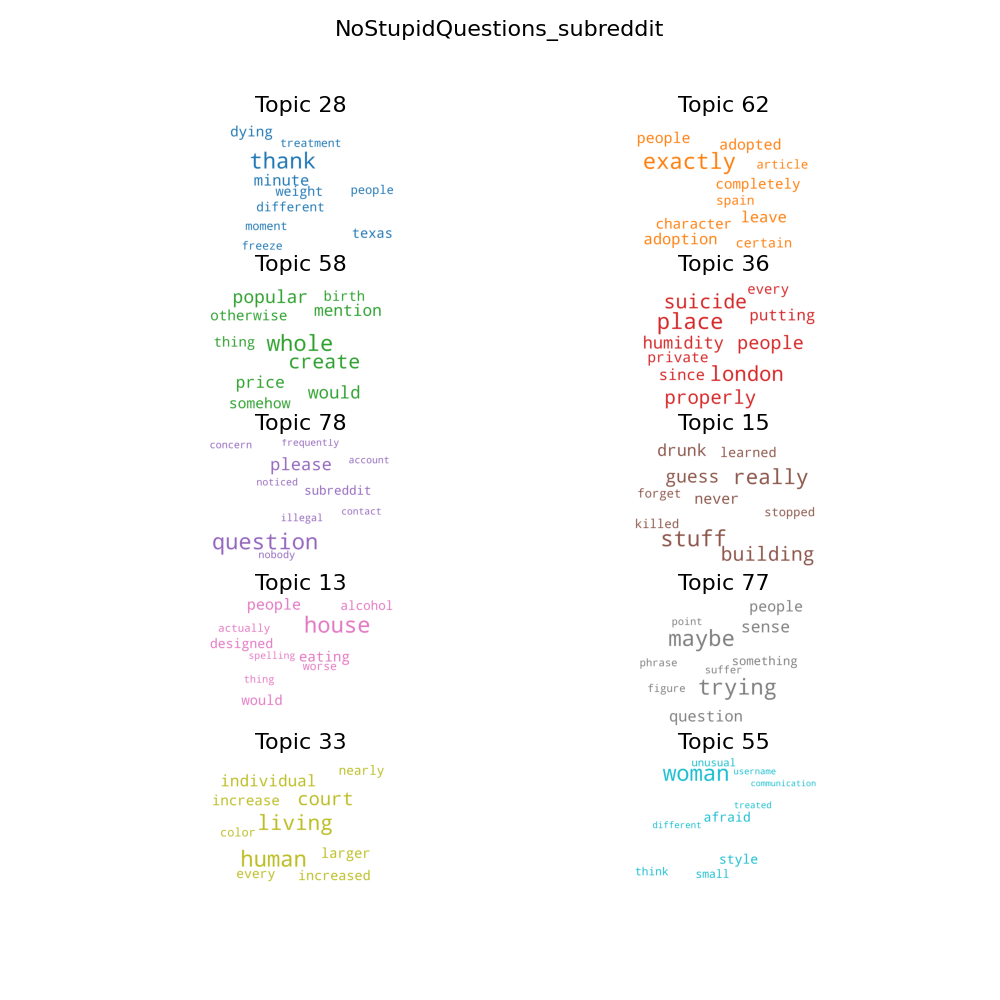 NoStupidQuestions_subreddit
Topic 28
dying
treatment
thank
minute
weight
people
different
moment
texas
freeze
Topic 62
people
adopted
exactly
article
completely
spain
leave
character
adoption
certain
Topic 58
popular
birth
otherwise
mention
thing
whole
create
price
would
somehow
Topic 36
every
suicide
putting
place
humidity
people
private
since
london
properly
Topic 78
concern
frequently
please
account
noticed
subreddit
contact
illegal
question
nobody
Topic 15
drunk
learned
guess
really
forget
never
stopped
killed
stuff
building
Topic 13
people
alcohol
actually
house
designed
spelling
eating
worse
thing
would
Topic 77
people
point
sense
maybe
phrase
something
suffer
figure
trying
question
Topic 33
nearly
individual
increase
court
living
color
human
larger
every
increased
Topic 55
unusual
woman
username
communication
treated
afraid
different
style
think
small